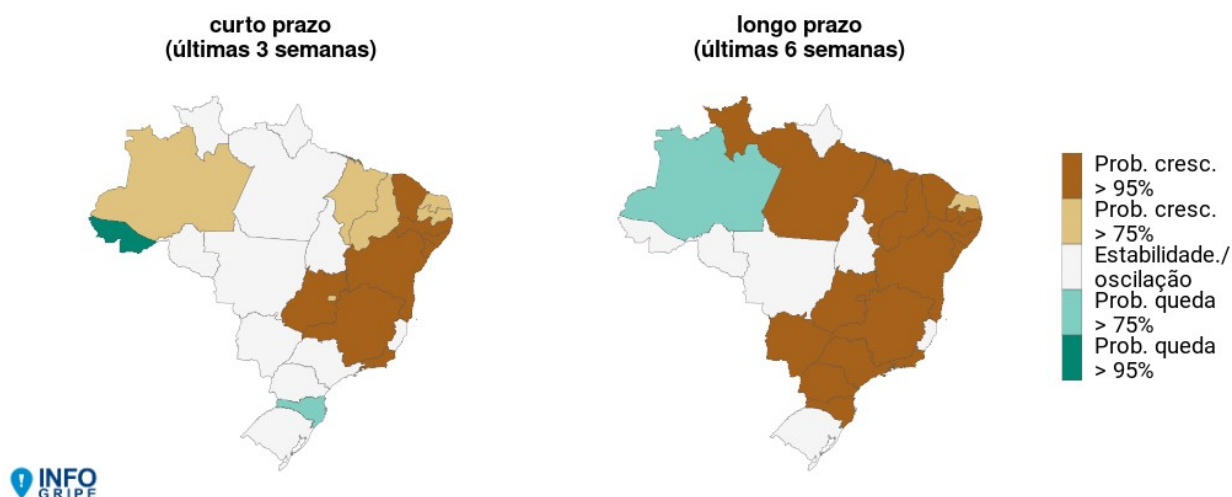 curto prazo
(últimas 3 semanas)
longo prazo
(últimas 6 semanas)
Prob. cresc.
> 95%
Prob. cresc.
> 75%
Estabilidade./
oscilação
Prob. queda
> 75%
Prob. queda
> 95%
INFO
GRIPE